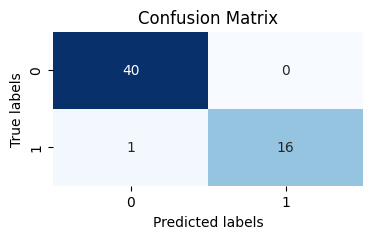 Confusion Matrix
True labels
0
40
0
1
1
16
0
1
Predicted labels